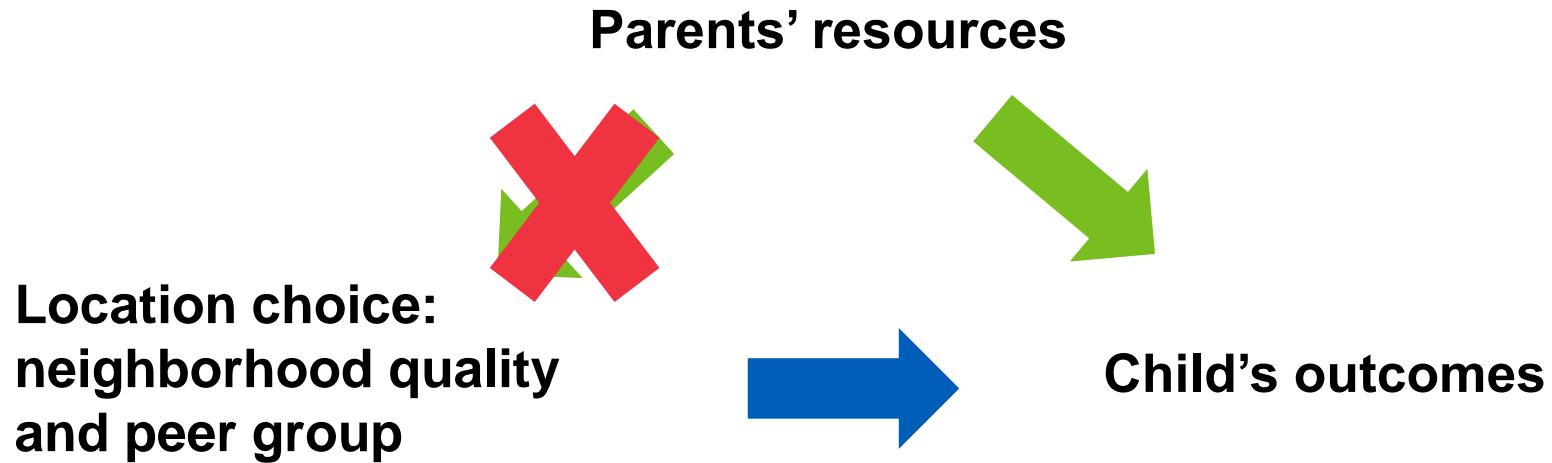 Parents’ resources
Location choice:
neighborhood quality
and peer group
Child’s outcomes